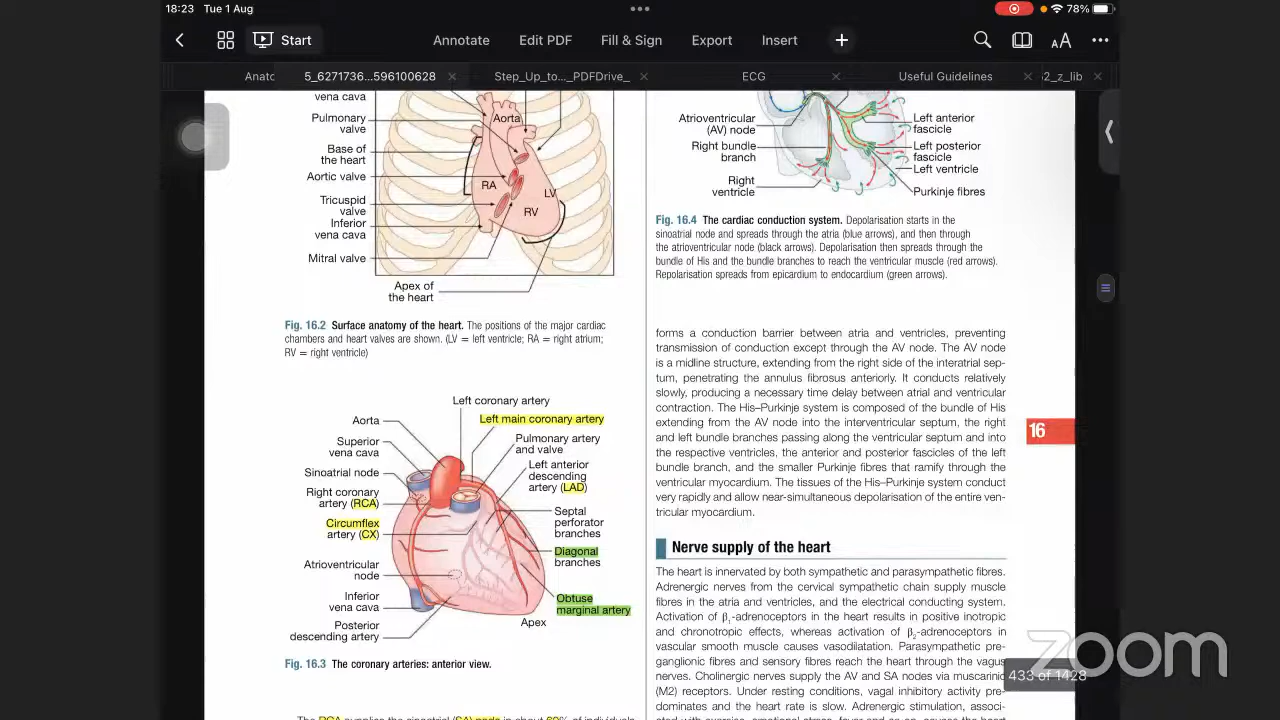 18:23 Tue 1 Aug
78%
Start
Annotate
Edit PDF
Fill & Sign
Export
Insert
AA
Anato
5_6271736...596100628
Step_Up_to..._PDFDrive_
ECG
Useful Guidelines
2_z_lib
vena cava
Pulmonary
valve
Base of
the heart
Aortic valve
Tricuspid
valve
Inferior
vena cava
Mitral valve
Apex of
the heart
Aorta
RA
LV
RV
Fig. 16.2 Surface anatomy of the heart. The positions of the major cardiac
chambers and heart valves are shown. (LV = left ventricle; RA = right atrium;
RV = right ventricle)
Left coronary artery
Left main coronary artery
Aorta
Superior
vena cava
Sinoatrial node
Right coronary
artery (RCA)
Circumflex
artery (CX)
Atrioventricular
node
Inferior
vena cava
Posterior
descending artery
Pulmonary artery
and valve
Left anterior
descending
artery (LAD)
Septal
perforator
branches
Diagonal
branches
Obtuse
marginal artery
Apex
Fig. 16.3 The coronary arteries: anterior view.
The RCA supplies the sinoatrial (SA) node in about 60% of individuals
Atrioventricular
(AV) node
Right bundle
branch
Right
ventricle
Left anterior
fascicle
Left posterior
fascicle
Left ventricle
Purkinje fibres
Fig. 16.4 The cardiac conduction system. Depolarisation starts in the
sinoatrial node and spreads through the atria (blue arrows), and then through
the atrioventricular node (black arrows). Depolarisation then spreads through the
bundle of His and the bundle branches to reach the ventricular muscle (red arrows).
Repolarisation spreads from epicardium to endocardium (green arrows).
forms a conduction barrier between atria and ventricles, preventing
transmission of conduction except through the AV node. The AV node
is a midline structure, extending from the right side of the interatrial sep-
tum, penetrating the annulus fibrosus anteriorly. It conducts relatively
slowly, producing a necessary time delay between atrial and ventricular
contraction. The His–Purkinje system is composed of the bundle of His
extending from the AV node into the interventricular septum, the right
and left bundle branches passing along the ventricular septum and into
the respective ventricles, the anterior and posterior fascicles of the left
bundle branch, and the smaller Purkinje fibres that ramify through the
ventricular myocardium. The tissues of the His–Purkinje system conduct
very rapidly and allow near-simultaneous depolarisation of the entire ven-
tricular myocardium.
16
Nerve supply of the heart
The heart is innervated by both sympathetic and parasympathetic fibres.
Adrenergic nerves from the cervical sympathetic chain supply muscle
fibres in the atria and ventricles, and the electrical conducting system.
Activation of β1-adrenoceptors in the heart results in positive inotropic
and chronotropic effects, whereas activation of β2-adrenoceptors in
vascular smooth muscle causes vasodilatation. Parasympathetic pre-
ganglionic fibres and sensory fibres reach the heart through the vagus
nerves. Cholinergic nerves supply the AV and SA nodes via muscarinic
(M2) receptors. Under resting conditions, vagal inhibitory activity pre-
dominates and the heart rate is slow. Adrenergic stimulation, associ-
433 of 1428
zoom